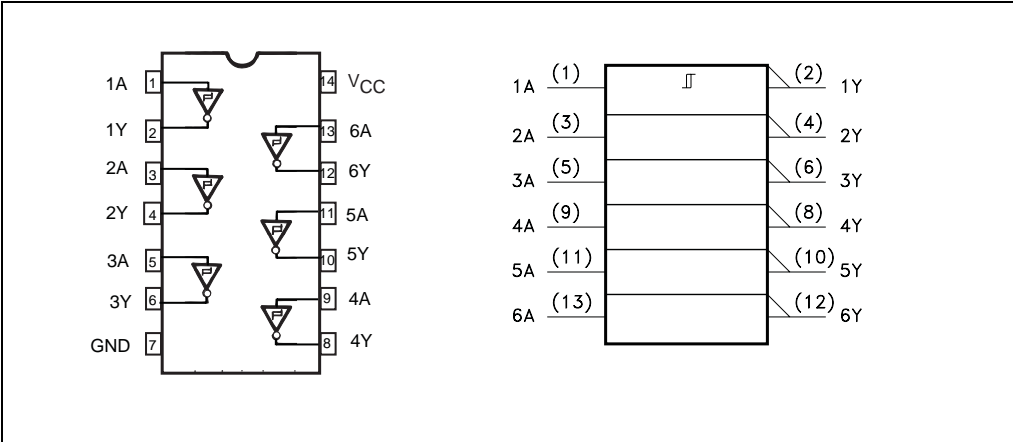 1A 1 14 VCC
1Y 2 13 6A
2A 3 12 6Y
2Y 4 11 5A
3A 5 10 5Y
3Y 6 9 4A
GND 7 8 4Y
1A (1) (2) 1Y
2A (3) (4) 2Y
3A (5) (6) 3Y
4A (9) (8) 4Y
5A (11) (10) 5Y
6A (13) (12) 6Y